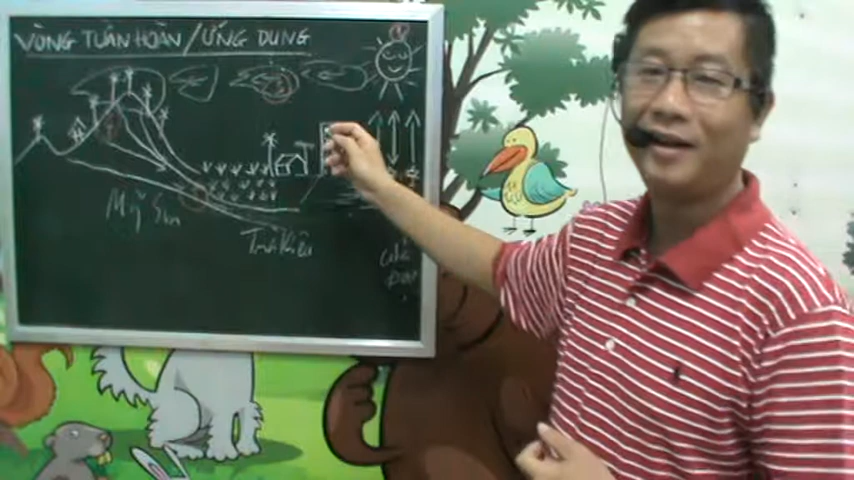 VÒNG TUẦN HOÀN / ỨNG DỤNG
Mỹ Sơn
Trà Kiệu